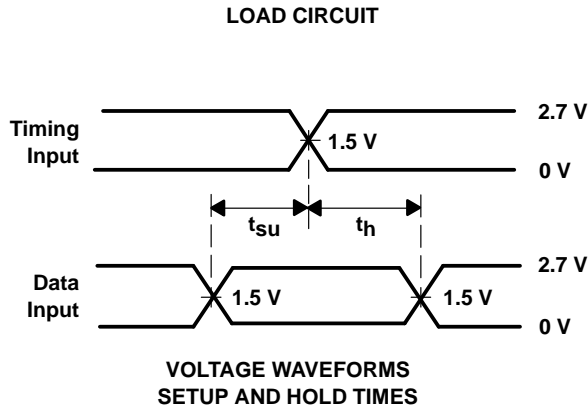 LOAD CIRCUIT
Timing
Input
2.7 V
1.5 V
0 V
tsu
th
Data
Input
2.7 V
1.5 V
1.5 V
0 V
VOLTAGE WAVEFORMS
SETUP AND HOLD TIMES